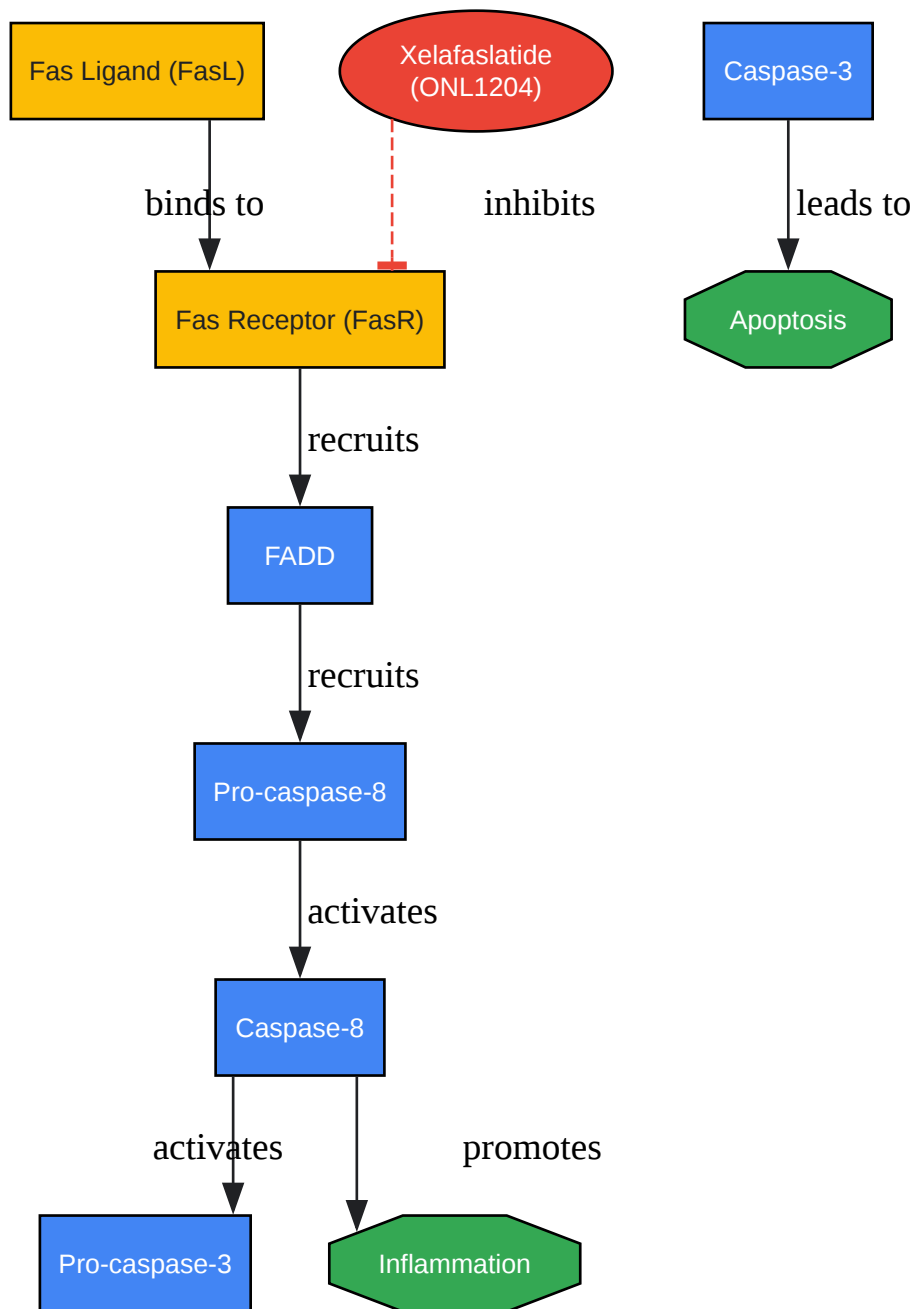 Fas Ligand (FasL)
Xelafaslatide
(ONL1204)
Caspase-3
binds to
inhibits
leads to
Fas Receptor (FasR)
Apoptosis
recruits
FADD
recruits
Pro-caspase-8
activates
Caspase-8
activates
promotes
Pro-caspase-3
Inflammation